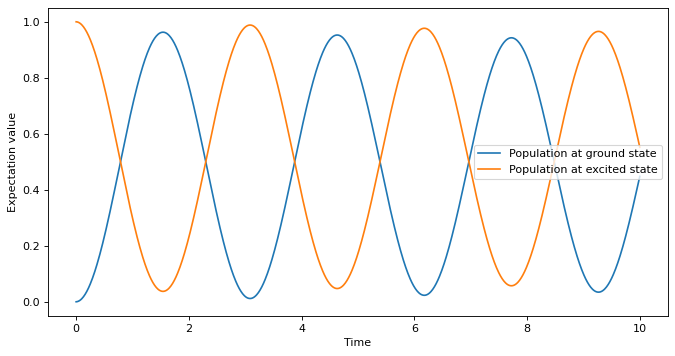 1.0
0.8
0.6
0.4
0.2
0.0
Expectation value
Population at ground state
Population at excited state
0 2 4 6 8 10
Time